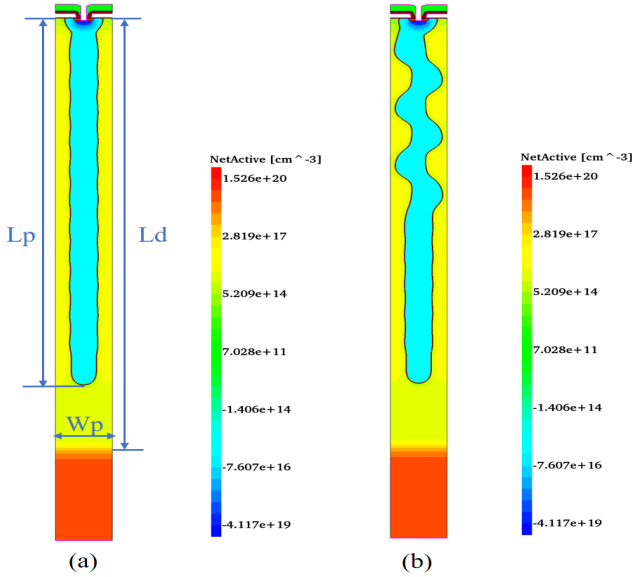 NetActive [cm^-3]
1.526e+20
2.819e+17
5.209e+14
7.028e+11
-1.406e+14
-7.607e+16
-4.117e+19
Lp
Ld
Wp
(a)
NetActive [cm^-3]
1.526e+20
2.819e+17
5.209e+14
7.028e+11
-1.406e+14
-7.607e+16
-4.117e+19
(b)